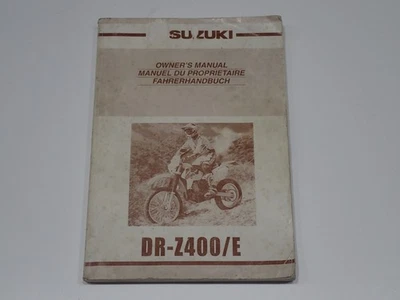 SUZUKI
OWNER'S MANUAL
MANUEL DU PROPRIETAIRE
FAHRERHANDBUCH
DR-Z400/E